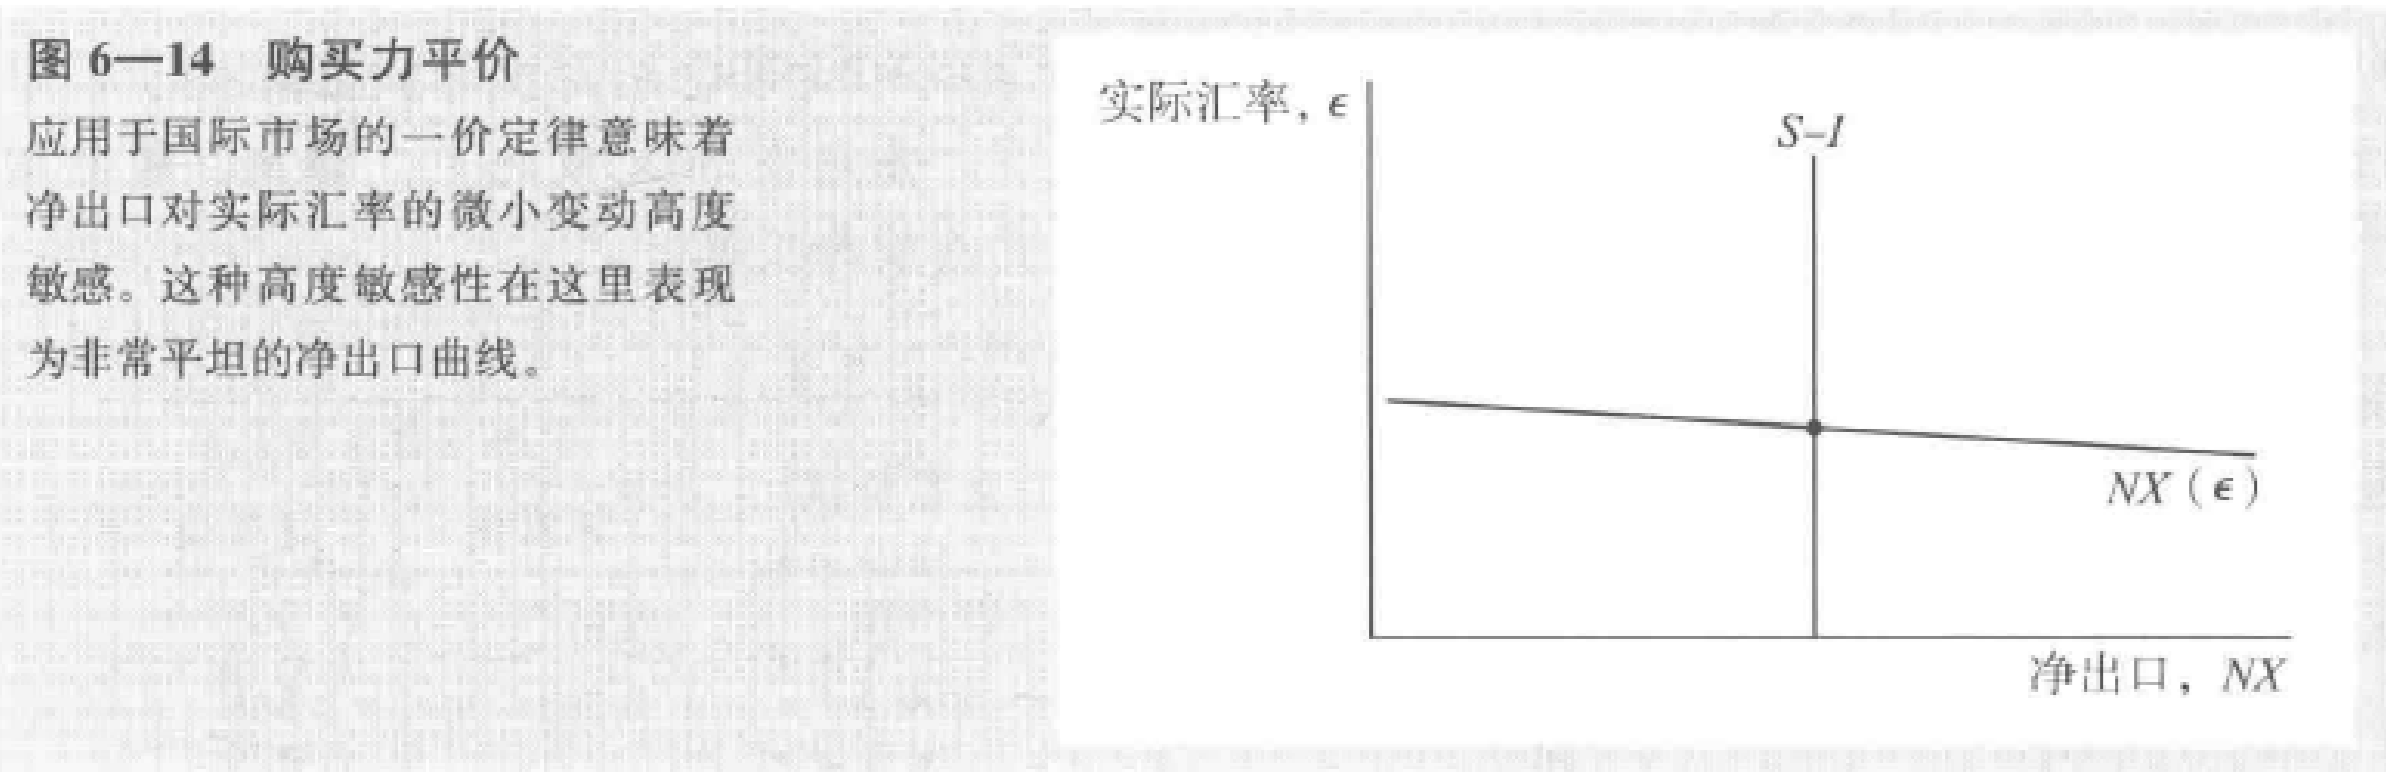 图 6—14 购买力平价
应用于国际市场的一价定律意味着
净出口对实际汇率的微小变动高度
敏感。这种高度敏感性在这里表现
为非常平坦的净出口曲线。
实际汇率，ϵ
S–I
NX（ϵ）
净出口，NX